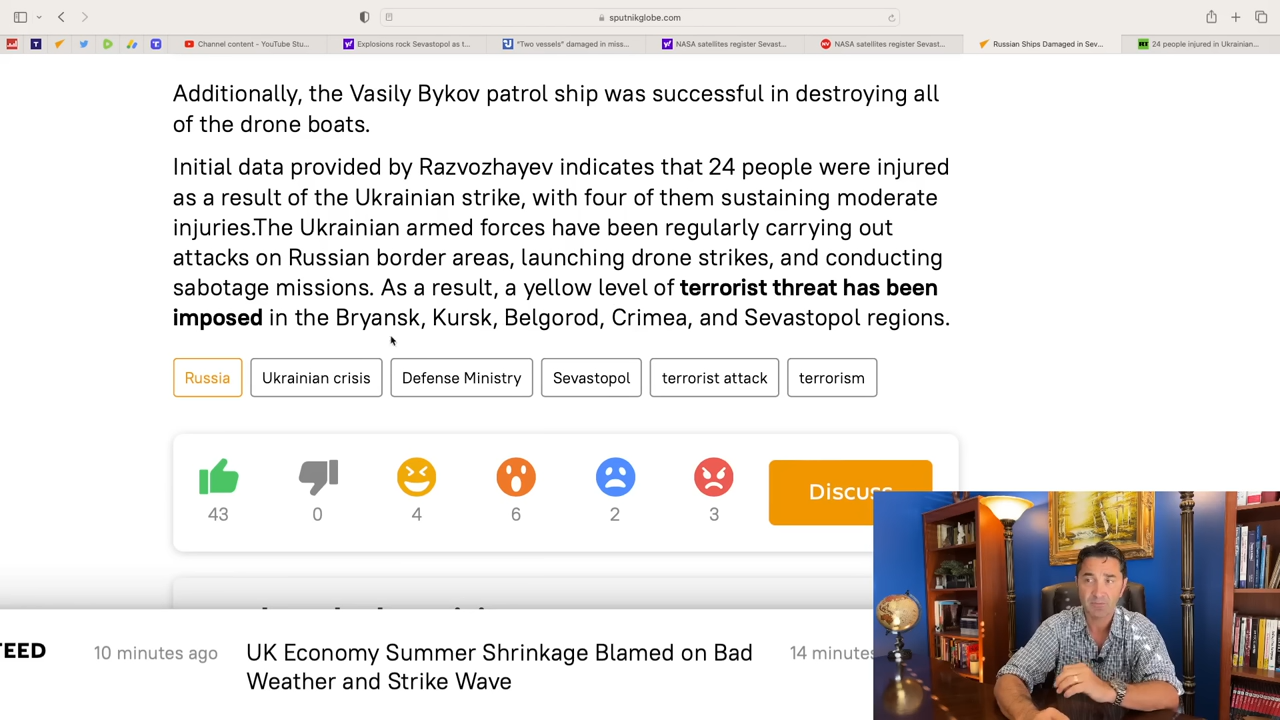 sputnikglobe.com
Channel content - YouTube Stu...
Explosions rock Sevastopol as t...
"Two vessels" damaged in miss...
NASA satellites register Sevast...
NASA satellites register Sevast...
Russian Ships Damaged in Sev...
24 people injured in Ukrainian...
Additionally, the Vasily Bykov patrol ship was successful in destroying all
of the drone boats.
Initial data provided by Razvozhayev indicates that 24 people were injured
as a result of the Ukrainian strike, with four of them sustaining moderate
injuries.The Ukrainian armed forces have been regularly carrying out
attacks on Russian border areas, launching drone strikes, and conducting
sabotage missions. As a result, a yellow level of terrorist threat has been
imposed in the Bryansk, Kursk, Belgorod, Crimea, and Sevastopol regions.
Russia
Ukrainian crisis
Defense Ministry
Sevastopol
terrorist attack
terrorism
43
0
4
6
2
3
Discuss
TEED
10 minutes ago
UK Economy Summer Shrinkage Blamed on Bad
Weather and Strike Wave
14 minutes